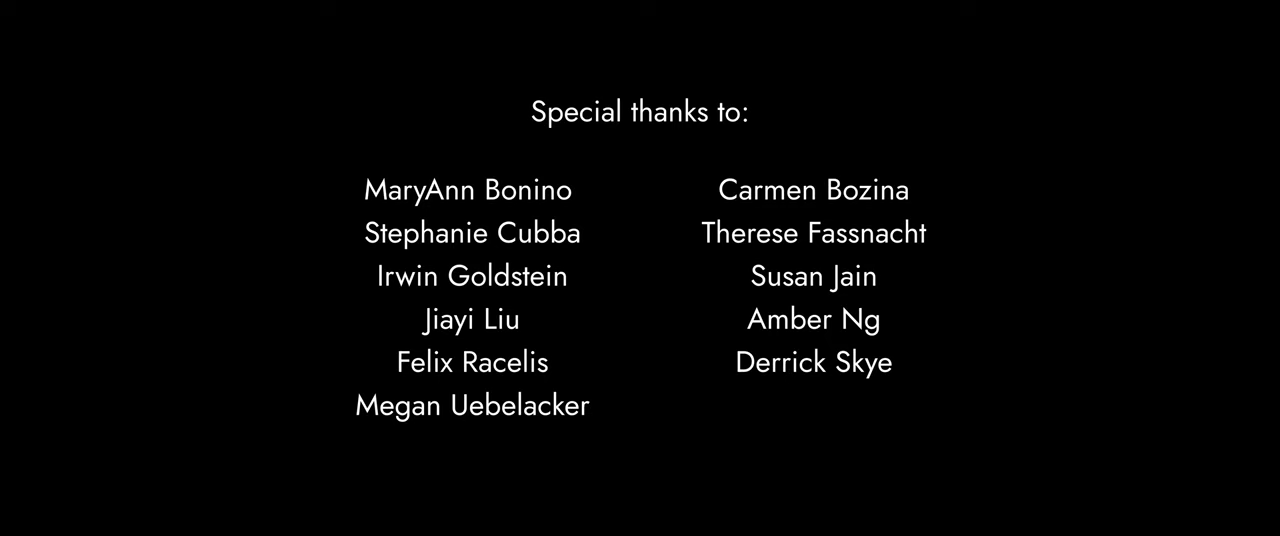 Special thanks to:
MaryAnn Bonino
Carmen Bozina
Stephanie Cubba
Therese Fassnacht
Irwin Goldstein
Susan Jain
Jiayi Liu
Amber Ng
Felix Racelis
Derrick Skye
Megan Uebelacker